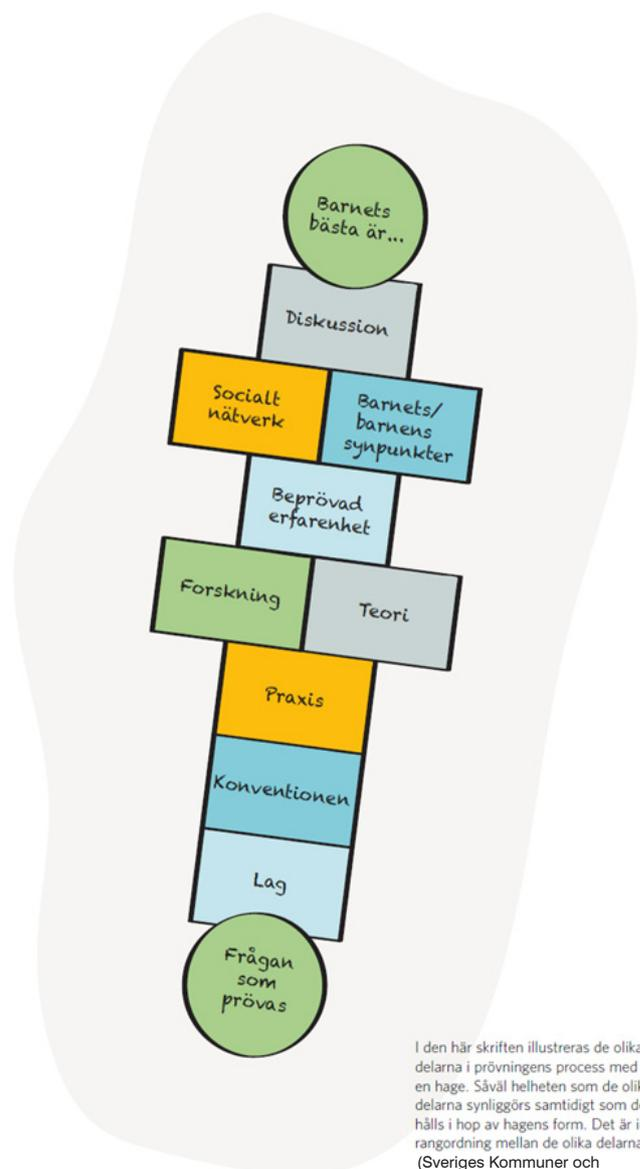 Barnets
bästa är...
Diskussion
Socialt
nätverk
Barnets/
barnens
synpunkter
Beprövad
erfarenhet
Forskning
Teori
Praxis
Konventionen
Lag
Frågan
som
prövas
I den här skriften illustreras de olika
delarna i prövningens process med
en hage. Såväl helheten som de
delarna synliggörs samtidigt som
hålls i hop av hagens form. Det är
rangordning mellan de olika
(Sveriges Kommuner och